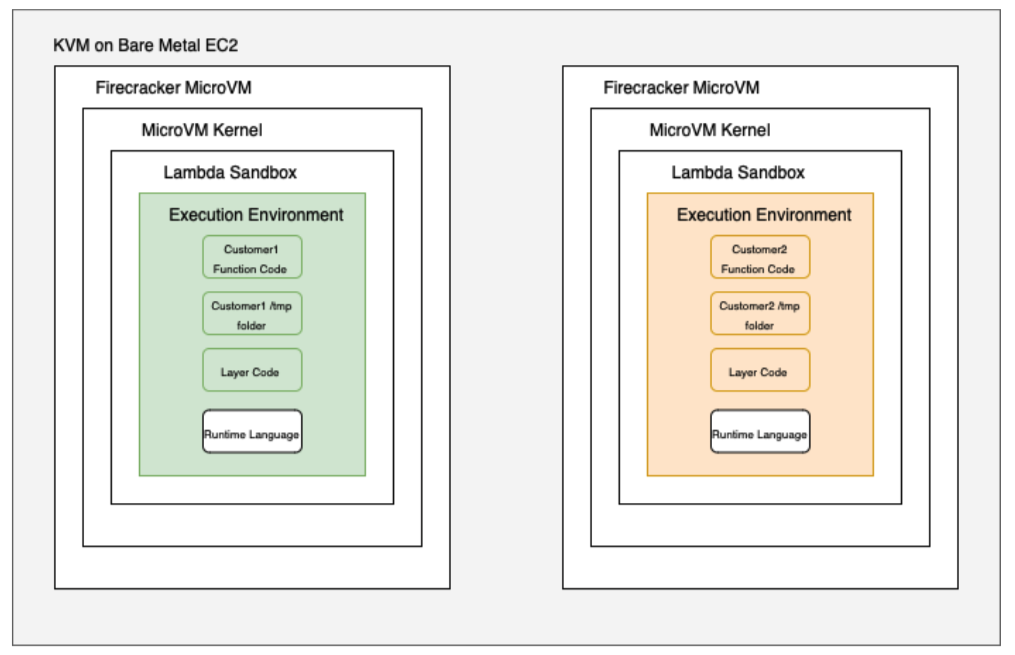 KVM on Bare Metal EC2
Firecracker MicroVM
MicroVM Kernel
Lambda Sandbox
Execution Environment
Customer1
Function Code
Customer1 /tmp
folder
Layer Code
Runtime Language
Firecracker MicroVM
MicroVM Kernel
Lambda Sandbox
Execution Environment
Customer2
Function Code
Customer2 /tmp
folder
Layer Code
Runtime Language